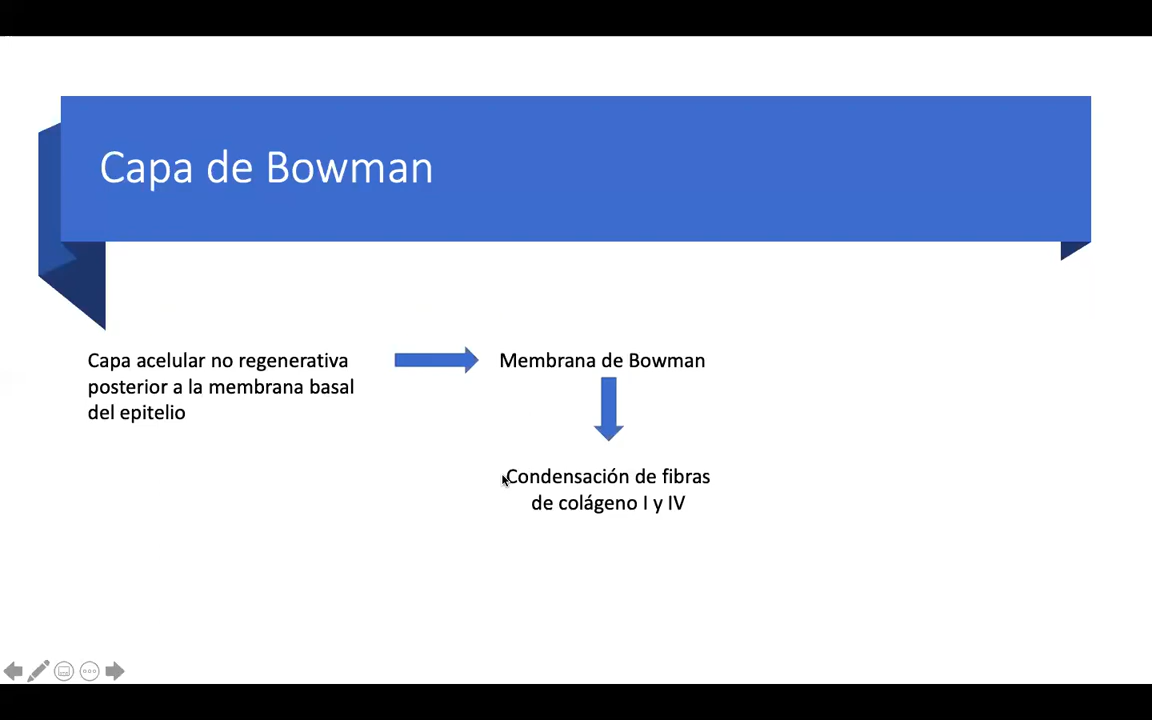 Capa de Bowman
Capa acelular no regenerativa
posterior a la membrana basal
del epitelio
Membrana de Bowman
Condensación de fibras
de colágeno I y IV